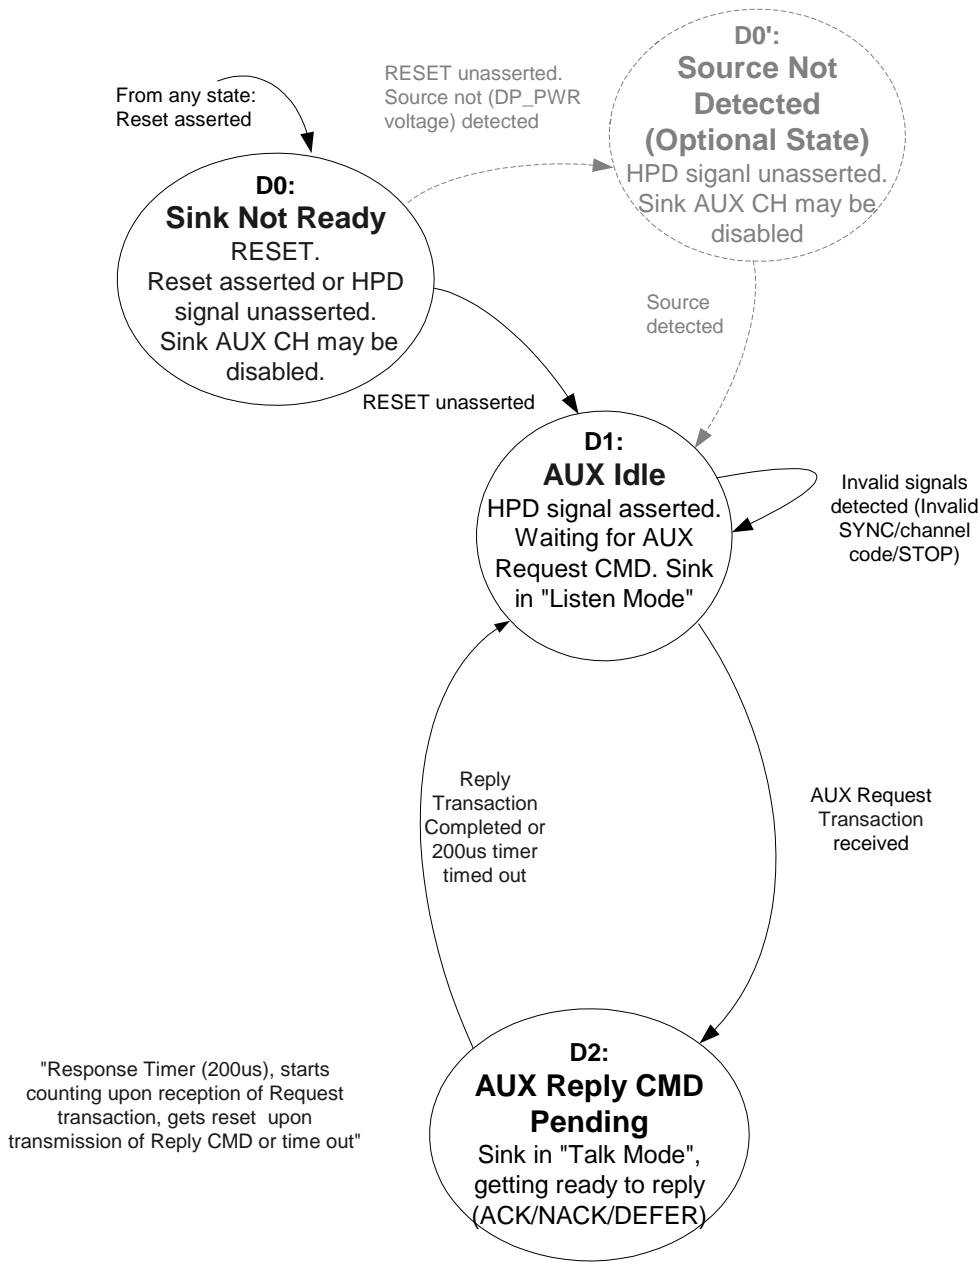 From any state:
Reset asserted
RESET unasserted.
Source not (DP_PWR
voltage) detected
D0':
Source Not
Detected
(Optional State)
HPD siganl unasserted.
Sink AUX CH may be
disabled
D0:
Sink Not Ready
RESET.
Reset asserted or HPD
signal unasserted.
Sink AUX CH may be
disabled.
Source
detected
RESET unasserted
D1:
AUX Idle
HPD signal asserted.
Waiting for AUX
Request CMD. Sink
in "Listen Mode"
Invalid signals
detected (Invalid
SYNC/channel
code/STOP)
Reply
Transaction
Completed or
200us timer
timed out
AUX Request
Transaction
received
"Response Timer (200us), starts
counting upon reception of Request
transaction, gets reset upon
transmission of Reply CMD or time out"
D2:
AUX Reply CMD
Pending
Sink in "Talk Mode",
getting ready to reply
(ACK/NACK/DEFER)